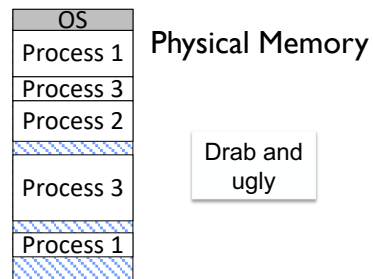 OS
Process 1
Process 3
Process 2
Process 3
Process 1
Physical Memory
Drab and
ugly